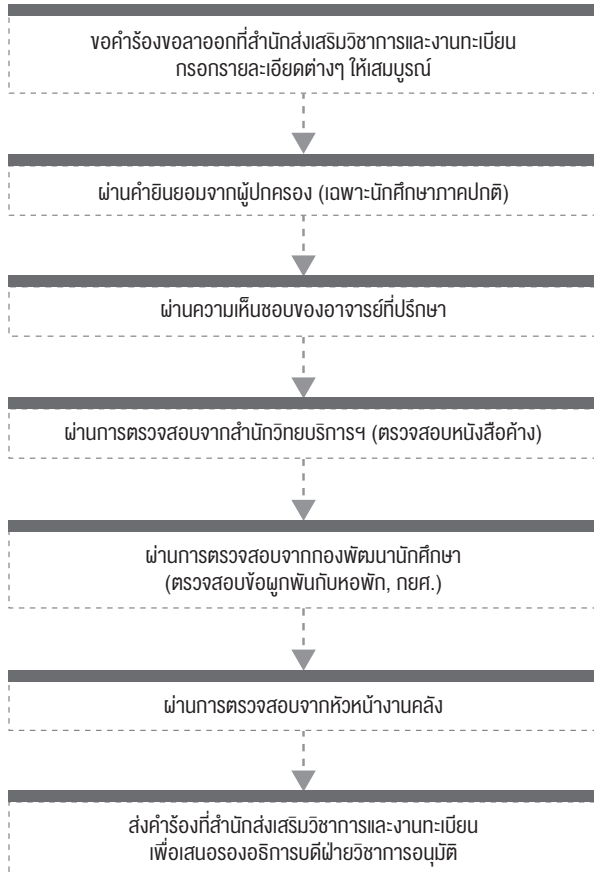 ขอคำร้องขอลาออกที่สำนักส่งเสริมวิชาการและงานทะเบียน
กรอกรายละเอียดต่างๆ ให้เสมบูรณ์
ผ่านคำยินยอมจากผู้ปกครอง (เฉพาะนักศึกษาภาคปกติ)
ผ่านความเห็นชอบของอาจารย์ที่ปรึกษา
ผ่านการตรวจสอบจากสำนักวิทยบริการฯ (ตรวจสอบหนังสือค้าง)
ผ่านการตรวจสอบจากกองพัฒนานักศึกษา
(ตรวจสอบข้อผูกพันกับหอพัก, กยศ.)
ผ่านการตรวจสอบจากหัวหน้างานคลัง
ส่งคำร้องที่สำนักส่งเสริมวิชาการและงานทะเบียน
เพื่อเสนอรองอธิการบดีฝ่ายวิชาการอนุมัติ